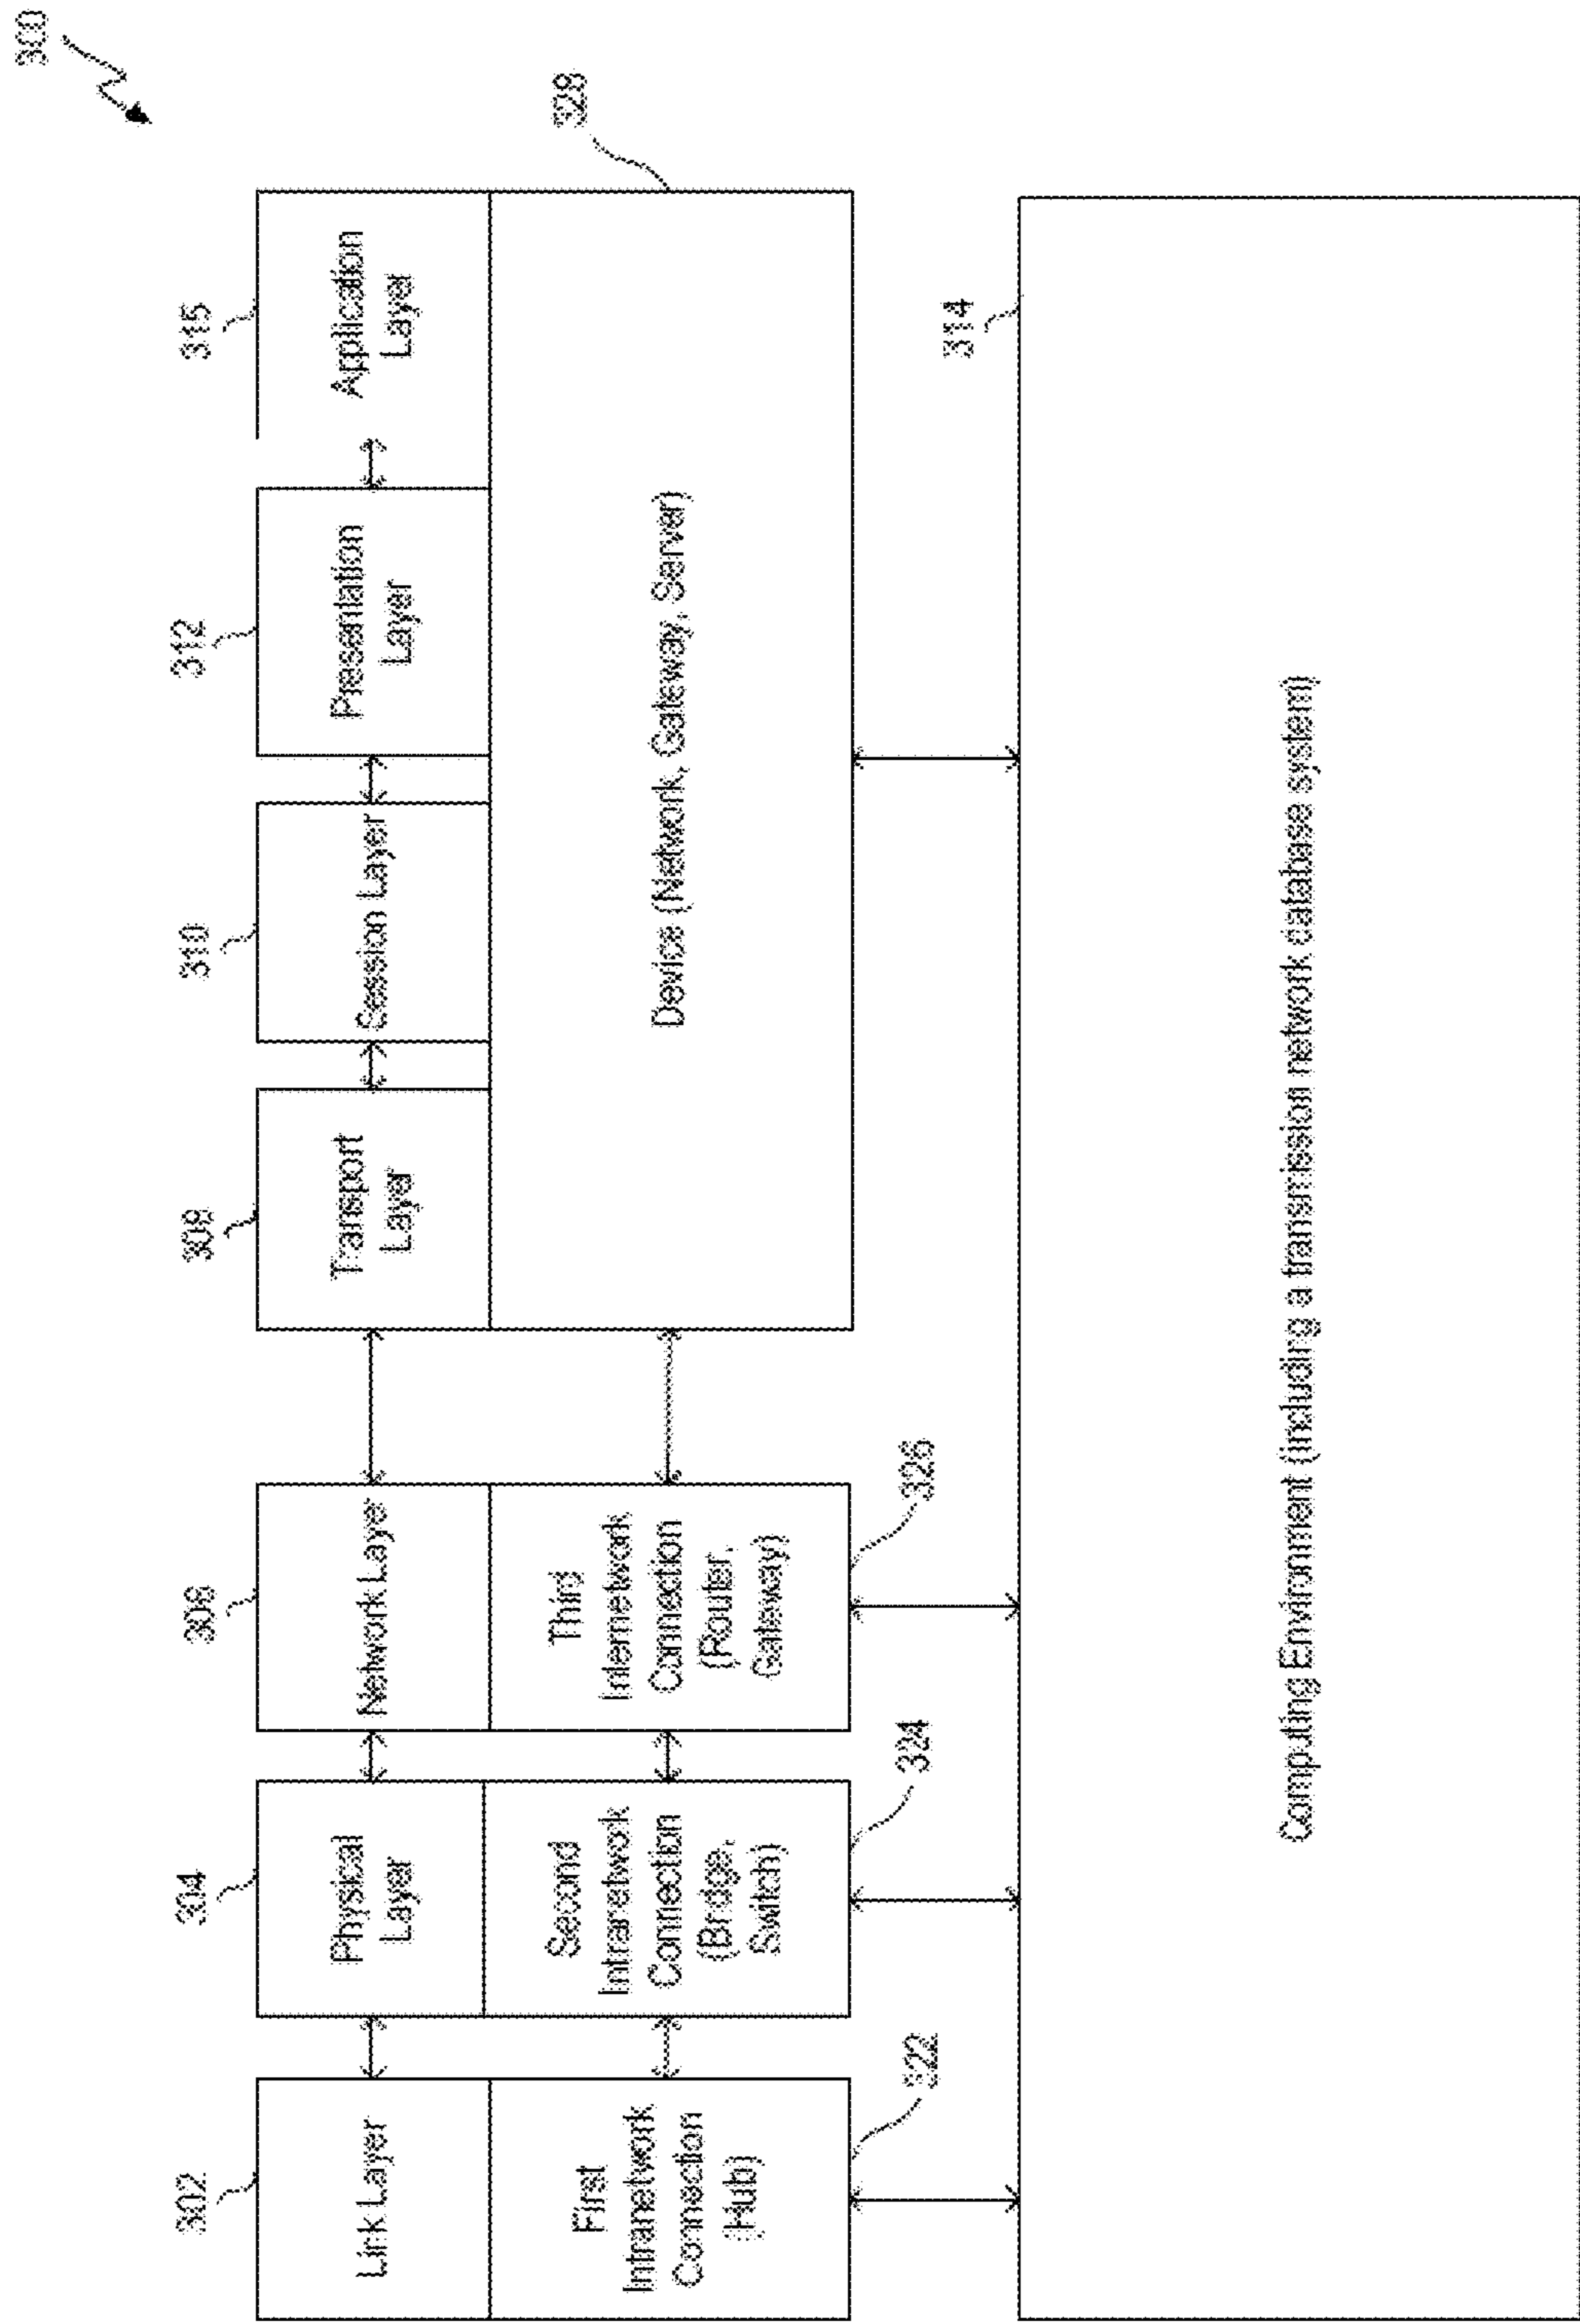 300
302
304
306
308
310
312
315
Link Layer
Physical
Layer
Network Layer
Transport
Layer
Session Layer
Presentation
Layer
Application
Layer
First
Intranetwork
Connection
(Hub)
Second
Intranetwork
Connection
(Bridge,
Switch)
Third
Internetwork
Connection
(Router,
Gateway)
Device (Network, Gateway, Server)
328
322
324
326
314
Computing Environment (including a transmission network database system)